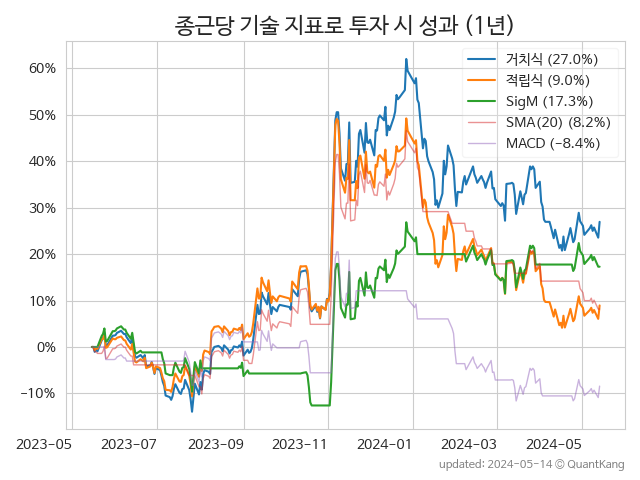 종근당 기술 지표로 투자 시 성과 (1년)
거치식 (27.0%)
적립식 (9.0%)
SigM (17.3%)
SMA(20) (8.2%)
MACD (−8.4%)
60%
50%
40%
30%
20%
10%
0%
−10%
2023-05 2023-07 2023-09 2023-11 2024-01 2024-03 2024-05
updated: 2024-05-14 ⓒ QuantKang